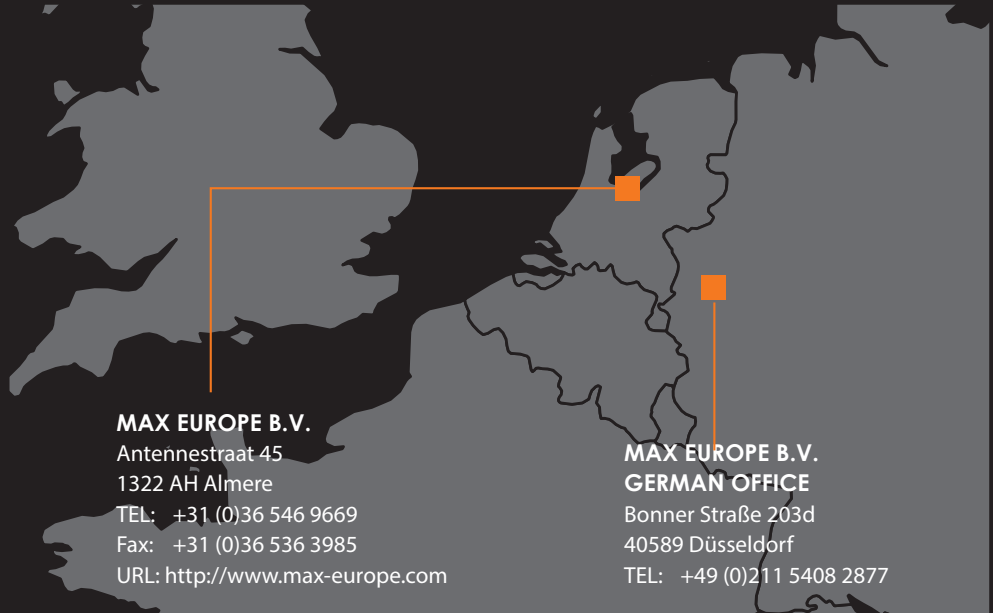 MAX EUROPE B.V.
Antennestraat 45
1322 AH Almere
TEL: +31 (0)36 546 9669
Fax: +31 (0)36 536 3985
URL: http://www.max-europe.com
MAX EUROPE B.V.
GERMAN OFFICE
Bonner Straße 203d
40589 Düsseldorf
TEL: +49 (0)211 5408 2877